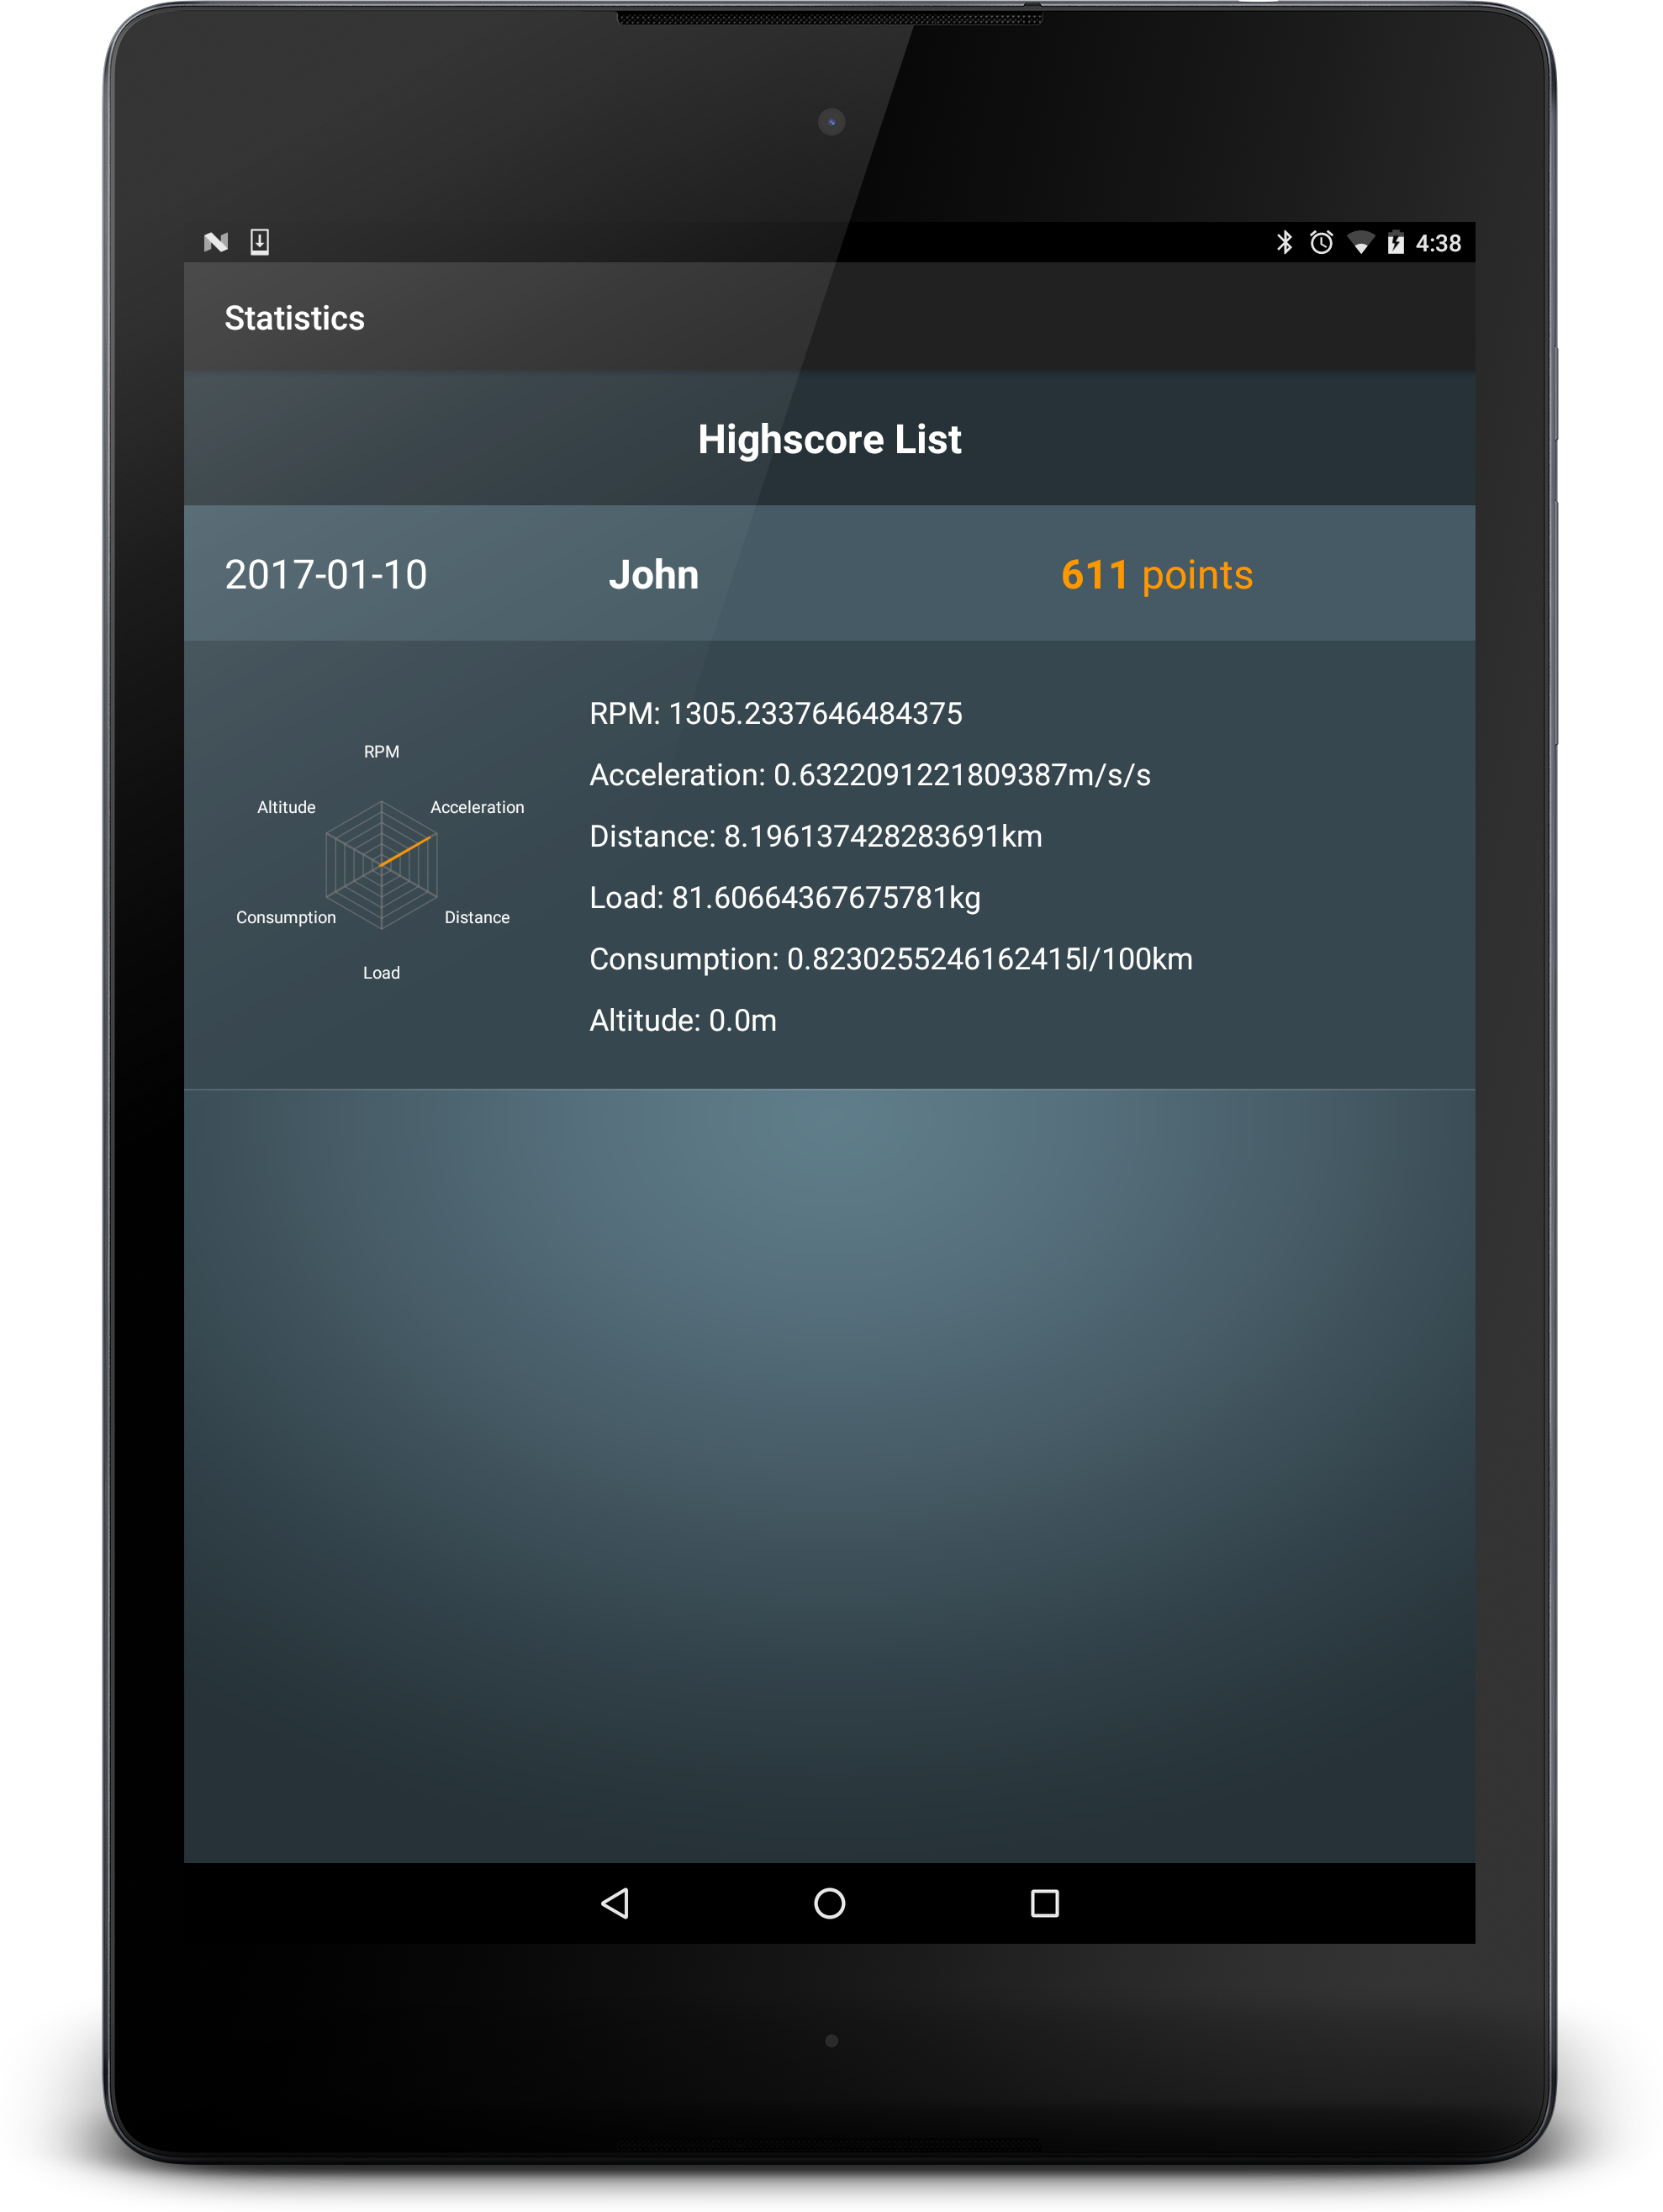 4:38
Statistics
Highscore List
2017-01-10 John 611 points
RPM: 1305.2337646484375
Acceleration: 0.6322091221809387m/s/s
Distance: 8.196137428283691km
Load: 81.60664367675781kg
Consumption: 0.8230255246162415l/100km
Altitude: 0.0m
RPM
Altitude Acceleration
Consumption Distance
Load